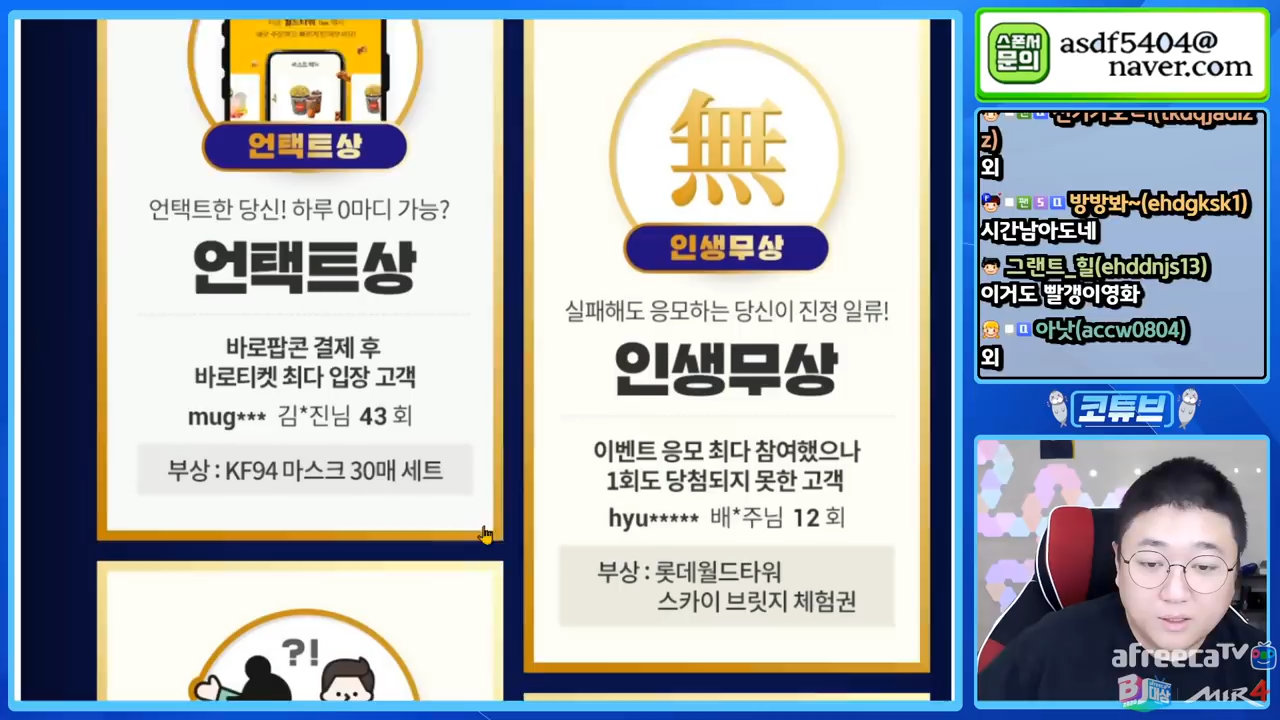 언택트상
언택트한 당신! 하루 0마디 가능?
언택트상
바로팝콘 결제 후
바로티켓 최다 입장 고객
mug*** 김*진님 43 회
부상 : KF94 마스크 30매 세트
?!
無
인생무상
실패해도 응모하는 당신이 진정 일류!
인생무상
이벤트 응모 최다 참여했으나
1회도 당첨되지 못한 고객
hyu***** 배*주님 12 회
부상 : 롯데월드타워
스카이 브릿지 체험권
스폰서
문의
asdf5404@
naver.com
z)
외
팬 S 방방봐~(ehdgksk1)
시간남아도네
그랜트_힐(ehddnjs13)
이거도 빨갱이영화
아낫(accw0804)
외
코튜브
afreecaTV
BJ대상
MIR4